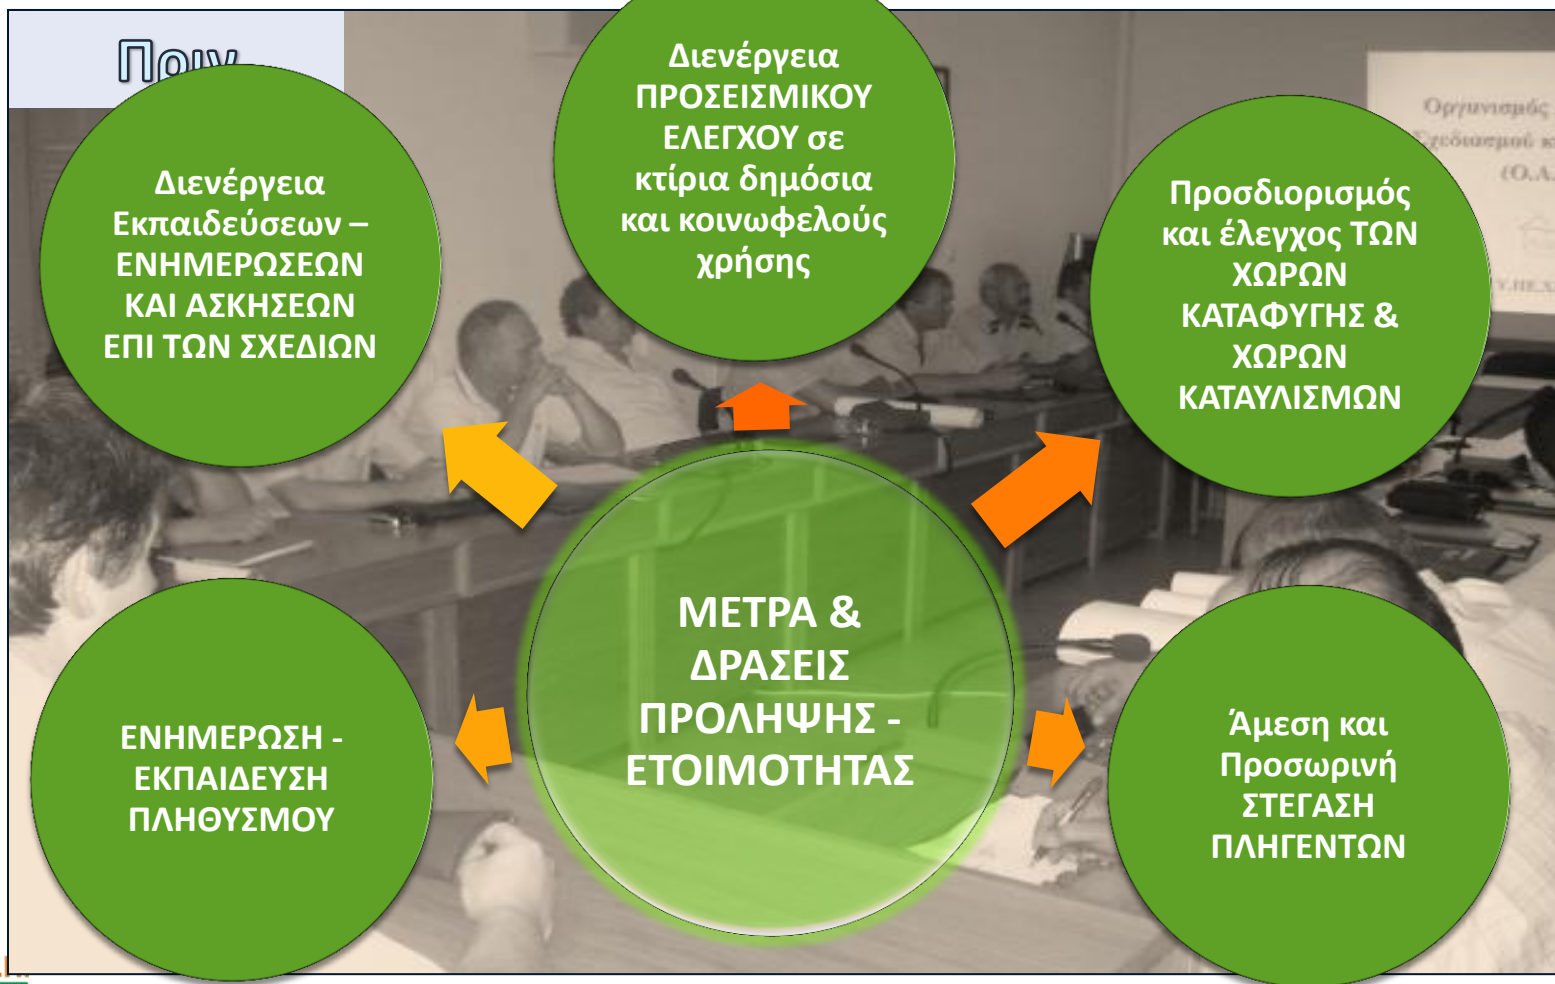 Πριν
Διενέργεια
ΠΡΟΣΕΙΣΜΙΚΟΥ
ΕΛΕΓΧΟΥ σε
κτίρια δημόσια
και κοινωφελούς
χρήσης
Διενέργεια
Εκπαιδεύσεων –
ΕΝΗΜΕΡΩΣΕΩΝ
ΚΑΙ ΑΣΚΗΣΕΩΝ
ΕΠΙ ΤΩΝ ΣΧΕΔΙΩΝ
Προσδιορισμός
και έλεγχος ΤΩΝ
ΧΩΡΩΝ
ΚΑΤΑΦΥΓΗΣ &
ΧΩΡΩΝ
ΚΑΤΑΥΛΙΣΜΩΝ
Οργανισμός
(Ο.Α.
ΜΕΤΡΑ &
ΔΡΑΣΕΙΣ
ΠΡΟΛΗΨΗΣ -
ΕΤΟΙΜΟΤΗΤΑΣ
ΕΝΗΜΕΡΩΣΗ -
ΕΚΠΑΙΔΕΥΣΗ
ΠΛΗΘΥΣΜΟΥ
Άμεση και
Προσωρινή
ΣΤΕΓΑΣΗ
ΠΛΗΓΕΝΤΩΝ